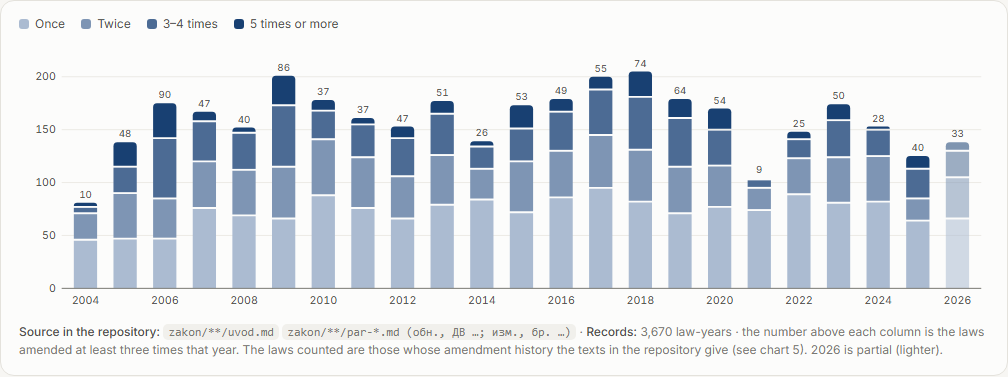 Once Twice 3–4 times 5 times or more
200
150
100
50
0
10 48 90 47 40 86 37 37 47 51 26 53 49 55 74 64 54 9 25 50 28 40 33
2004 2006 2008 2010 2012 2014 2016 2018 2020 2022 2024 2026
Source in the repository: zakon/**/uvod.md zakon/**/par-*.md (обн., ДВ …; изм., бр. …) · Records: 3,670 law-years · the number above each column is the laws
amended at least three times that year. The laws counted are those whose amendment history the texts in the repository give (see chart 5). 2026 is partial (lighter).